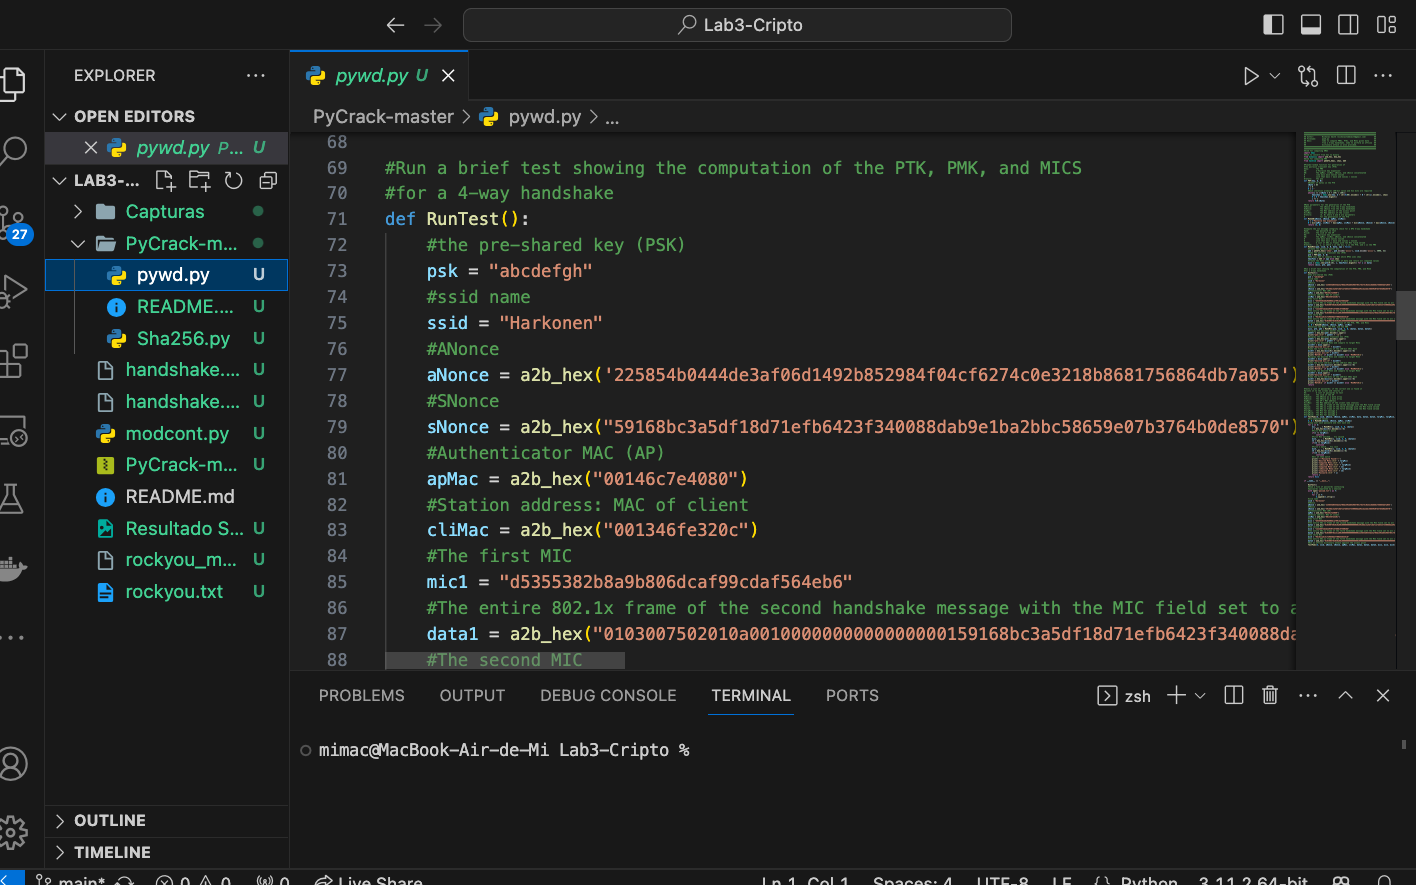 Lab3-Cripto
EXPLORER
OPEN EDITORS
pywd.py P... U
LAB3-...
Capturas
PyCrack-m...
pywd.py U
README.... U
Sha256.py U
handshake.... U
handshake.... U
modcont.py U
PyCrack-m... U
README.md
Resultado S... U
rockyou_m... U
rockyou.txt U
OUTLINE
TIMELINE
27
pywd.py U
PyCrack-master > pywd.py > ...
68
69 #Run a brief test showing the computation of the PTK, PMK, and MICS
70 #for a 4-way handshake
71 def RunTest():
72 #the pre-shared key (PSK)
73 psk = "abcdefgh"
74 #ssid name
75 ssid = "Harkonen"
76 #ANonce
77 aNonce = a2b_hex('225854b0444de3af06d1492b852984f04cf6274c0e3218b8681756864db7a055')
78 #SNonce
79 sNonce = a2b_hex("59168bc3a5df18d71efb6423f340088dab9e1ba2bbc58659e07b3764b0de8570")
80 #Authenticator MAC (AP)
81 apMac = a2b_hex("00146c7e4080")
82 #Station address: MAC of client
83 cliMac = a2b_hex("001346fe320c")
84 #The first MIC
85 mic1 = "d5355382b8a9b806dcaf99cdaf564eb6"
86 #The entire 802.1x frame of the second handshake message with the MIC field set to a
87 data1 = a2b_hex("0103007502010a00100000000000000000159168bc3a5df18d71efb6423f340088da
88 #The second MIC
PROBLEMS OUTPUT DEBUG CONSOLE TERMINAL PORTS
zsh
mimac@MacBook-Air-de-Mi Lab3-Cripto %
main* 0 0 0 Live Share Ln 1, Col 1 Spaces: 4 UTF-8 LF {} Python 3.11.2 64-bit